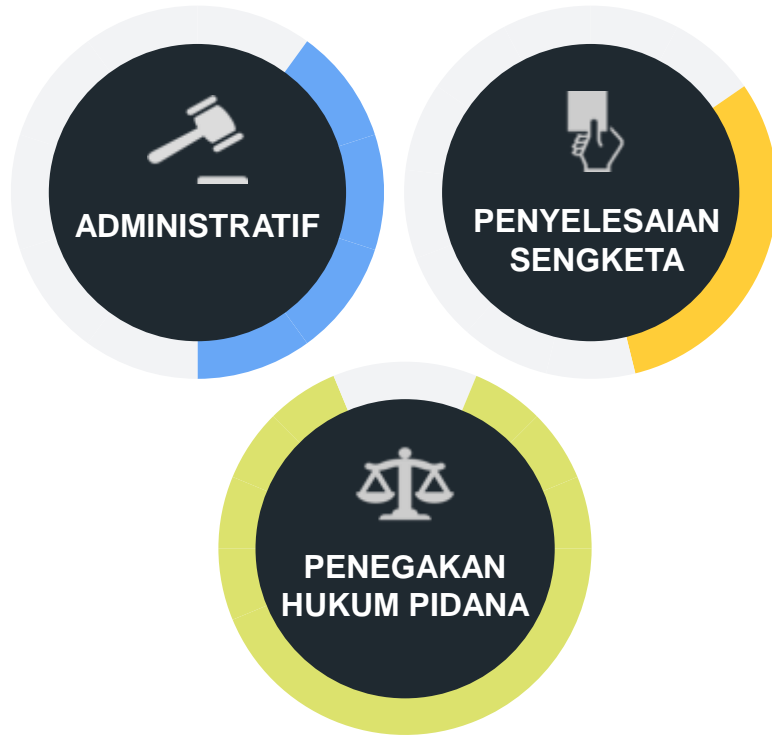 ADMINISTRATIF
PENYELESAIAN
SENGKETA
PENEGAKAN
HUKUM PIDANA